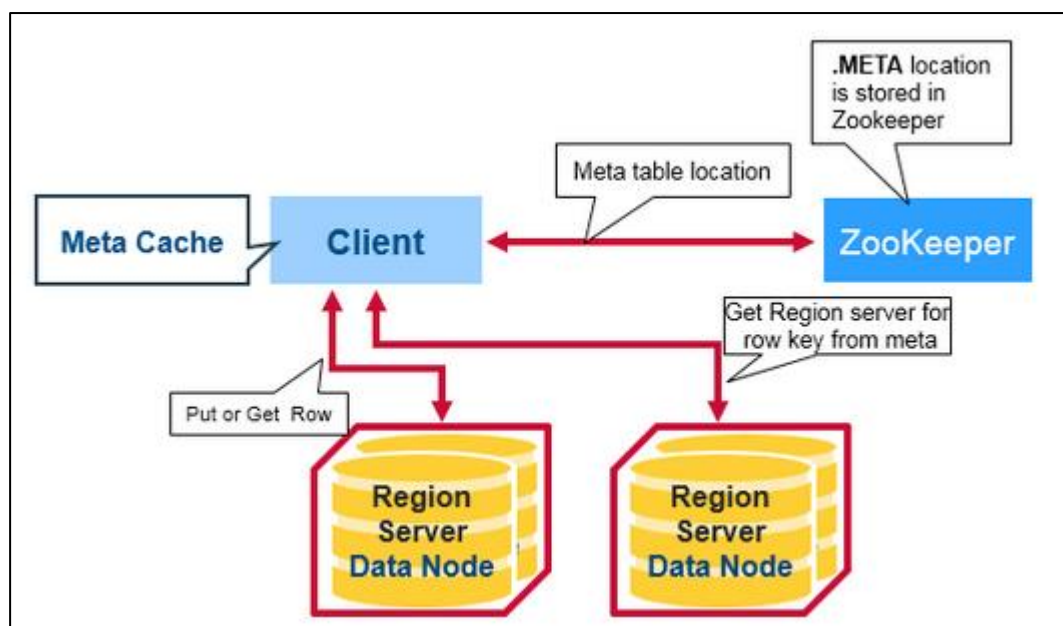 .META location
is stored in
Zookeeper
Meta table location
Meta Cache
Client
ZooKeeper
Get Region server for
row key from meta
Put or Get Row
Region
Server
Data Node
Region
Server
Data Node